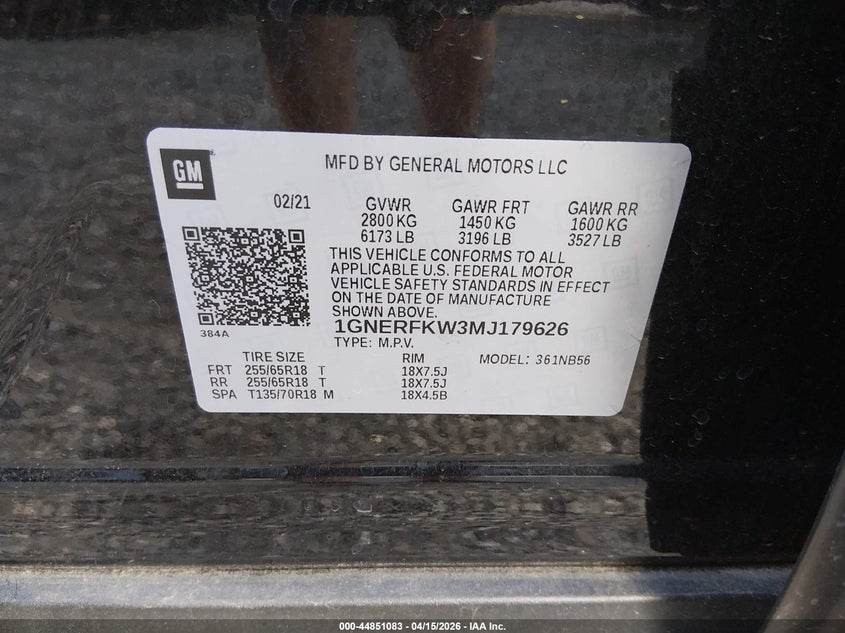 GM
MFD BY GENERAL MOTORS LLC
02/21 GVWR GAWR FRT GAWR RR
2800 KG 1450 KG 1600 KG
6173 LB 3196 LB 3527 LB
THIS VEHICLE CONFORMS TO ALL
APPLICABLE U.S. FEDERAL MOTOR
VEHICLE SAFETY STANDARDS IN EFFECT
ON THE DATE OF MANUFACTURE
SHOWN ABOVE.
384A
1GNERFKW3MJ179626
TYPE: M.P.V.
TIRE SIZE RIM MODEL: 361NB56
FRT 255/65R18 T 18X7.5J
RR 255/65R18 T 18X7.5J
SPA T135/70R18 M 18X4.5B
000-44851083 - 04/15/2026 - IAA Inc.